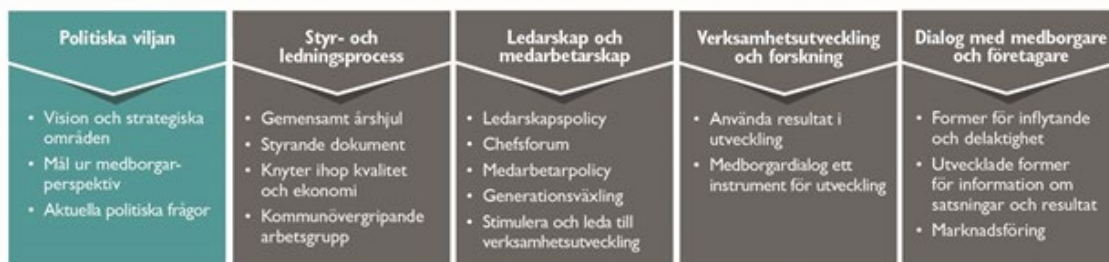 Politiska viljan
• Vision och strategiska
områden
• Mål ur medborgar-
perspektiv
• Aktuella politiska frågor
Styr- och
ledningsprocess
• Gemensamt årshjul
• Styrande dokument
• Knyter ihop kvalitet
och ekonomi
• Kommunövergripande
arbetsgrupp
Ledarskap och
medarbetarskap
• Ledarskapspolicy
• Chefsforum
• Medarbetarpolicy
• Generationsväxling
• Stimulera och leda till
verksamhetsutveckling
Verksamhetsutveckling
och forskning
• Använda resultat i
utveckling
• Medborgardialog ett
instrument för utveckling
Dialog med medborgare
och företagare
• Former för inflytande
och delaktighet
• Utvecklade former
för information om
satsningar och resultat
• Marknadsföring